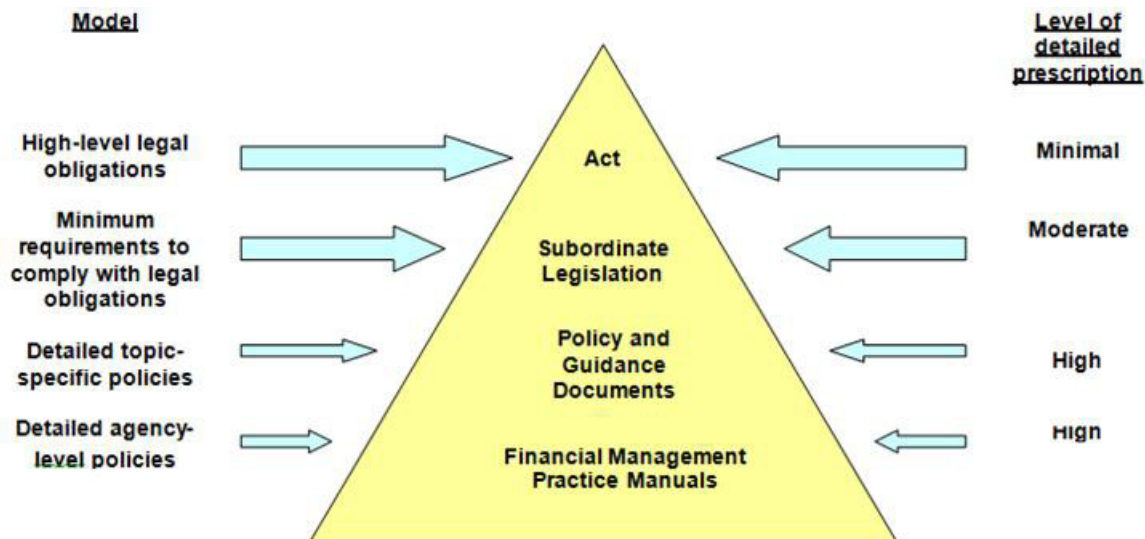 Model
Level of
detailed
prescription
High-level legal
obligations
Act
Minimal
Minimum
requirements to
comply with legal
obligations
Subordinate
Legislation
Moderate
Detailed topic-
specific policies
Policy and
Guidance
Documents
High
Detailed agency-
level policies
Financial Management
Practice Manuals
High